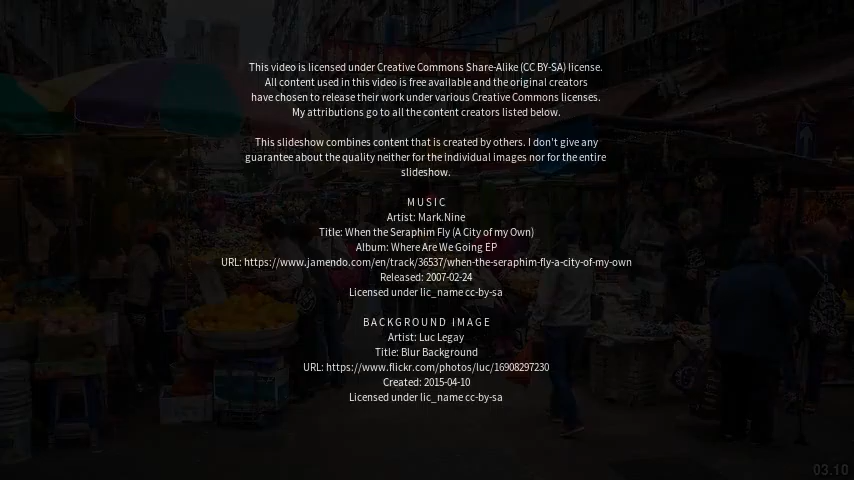 This video is licensed under Creative Commons Share-Alike (CC BY-SA) license.
All content used in this video is free available and the original creators
have chosen to release their work under various Creative Commons licenses.
My attributions go to all the content creators listed below.
This slideshow combines content that is created by others. I don't give any
guarantee about the quality neither for the individual images nor for the entire
slideshow.
MUSIC
Artist: Mark.Nine
Title: When the Seraphim Fly (A City of my Own)
Album: Where Are We Going EP
URL: https://www.jamendo.com/en/track/36537/when-the-seraphim-fly-a-city-of-my-own
Released: 2007-02-24
Licensed under lic_name cc-by-sa
BACKGROUND IMAGE
Artist: Luc Legay
Title: Blur Background
URL: https://www.flickr.com/photos/luc/16908297230
Created: 2015-04-10
Licensed under lic_name cc-by-sa
03.10